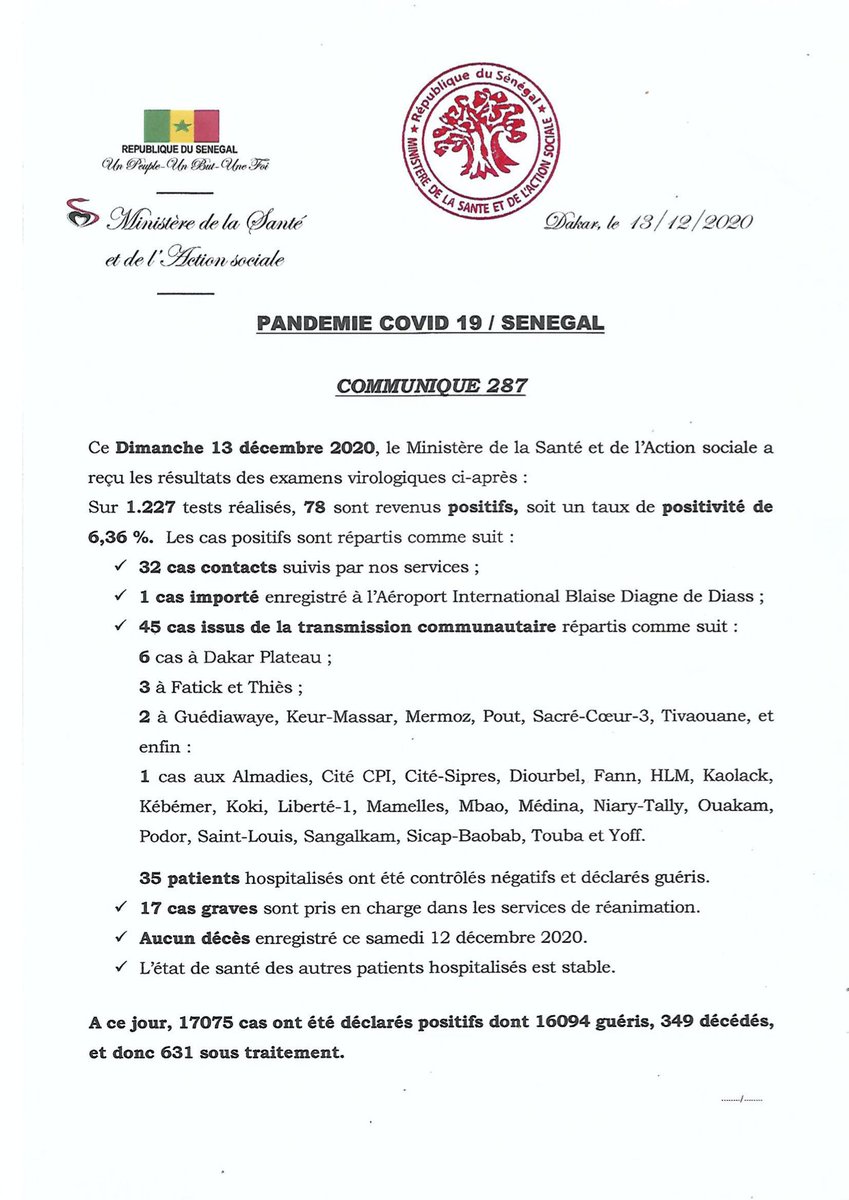 REPUBLIQUE DU SENEGAL
Un Peuple-Un But-Une Foi
Ministère de la Santé
et de l'Action sociale
★ République du Sénégal ★
MINISTERE DE LA SANTE ET DE L'ACTION SOCIALE
Dakar, le 13/12/2020
PANDEMIE COVID 19 / SENEGAL
COMMUNIQUE 287
Ce Dimanche 13 décembre 2020, le Ministère de la Santé et de l'Action sociale a
reçu les résultats des examens virologiques ci-après :
Sur 1.227 tests réalisés, 78 sont revenus positifs, soit un taux de positivité de
6,36 %. Les cas positifs sont répartis comme suit :
✓ 32 cas contacts suivis par nos services ;
✓ 1 cas importé enregistré à l'Aéroport International Blaise Diagne de Diass ;
✓ 45 cas issus de la transmission communautaire répartis comme suit :
6 cas à Dakar Plateau ;
3 à Fatick et Thiès ;
2 à Guédiawaye, Keur-Massar, Mermoz, Pout, Sacré-Cœur-3, Tivaouane, et
enfin :
1 cas aux Almadies, Cité CPI, Cité-Sipres, Diourbel, Fann, HLM, Kaolack,
Kébémer, Koki, Liberté-1, Mamelles, Mbao, Médina, Niary-Tally, Ouakam,
Podor, Saint-Louis, Sangalkam, Sicap-Baobab, Touba et Yoff.
35 patients hospitalisés ont été contrôlés négatifs et déclarés guéris.
✓ 17 cas graves sont pris en charge dans les services de réanimation.
✓ Aucun décès enregistré ce samedi 12 décembre 2020.
✓ L'état de santé des autres patients hospitalisés est stable.
A ce jour, 17075 cas ont été déclarés positifs dont 16094 guéris, 349 décédés,
et donc 631 sous traitement.
......../........